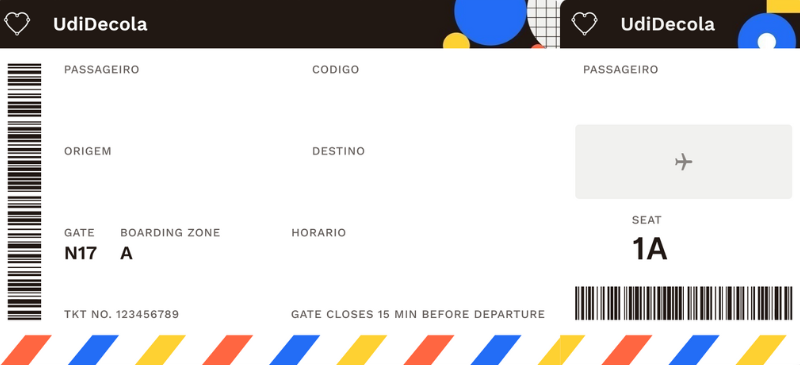 UdiDecola
PASSAGEIRO
CODIGO
ORIGEM
DESTINO
GATE
BOARDING ZONE
HORARIO
N17
A
TKT NO. 123456789
GATE CLOSES 15 MIN BEFORE DEPARTURE
UdiDecola
PASSAGEIRO
SEAT
1A